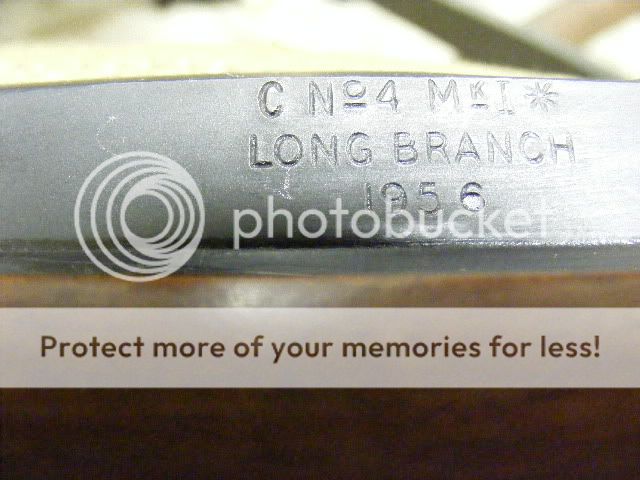 C Nº4 MᴷI*
LONG BRANCH
1956
photobucket
Protect more of your memories for less!